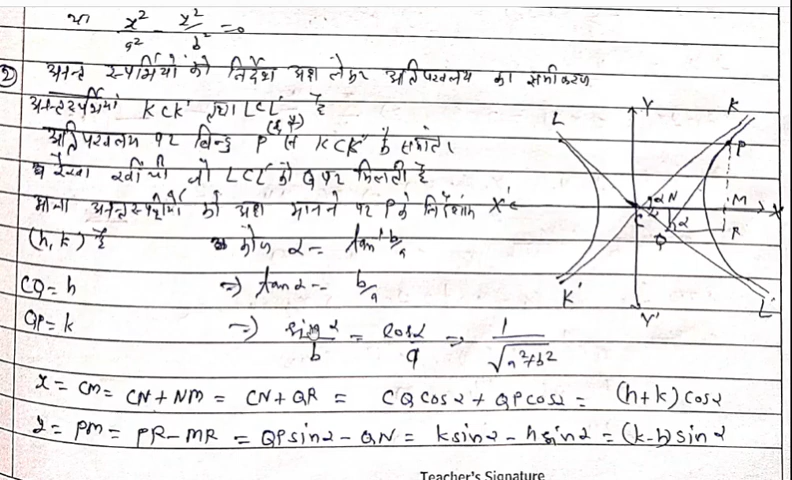 या x²/a² - y²/b² = 0
② अनन्त स्पर्शियों को निर्देश अक्ष लेकर अतिपरवलय का समीकरण
अनन्तस्पर्शियां KCK' तथा LCL' है
(x, y)
अतिपरवलय पर बिन्दु P से KCK' के समांतर
रेखा खींची जो LCL' को Q पर मिलती है
माना अनन्तस्पर्शियों को अक्ष मानने पर P के निर्देशांक
(h, k) है कोण α = tan⁻¹ b/a
CQ = h ⇒ tan α = b/a
QP = k ⇒ sin α/b = cos α/a ⇒ 1/√a²+b²
x = CM = CN + NM = CN + QR = CQ cos α + QP cos α = (h+k) cos α
y = PM = PR - MR = QP sin α - QN = k sin α - h sin α = (k-h) sin α
L Y K
P
α N M
X' C α X
Q R
K' Y' L'
Teacher's Signature